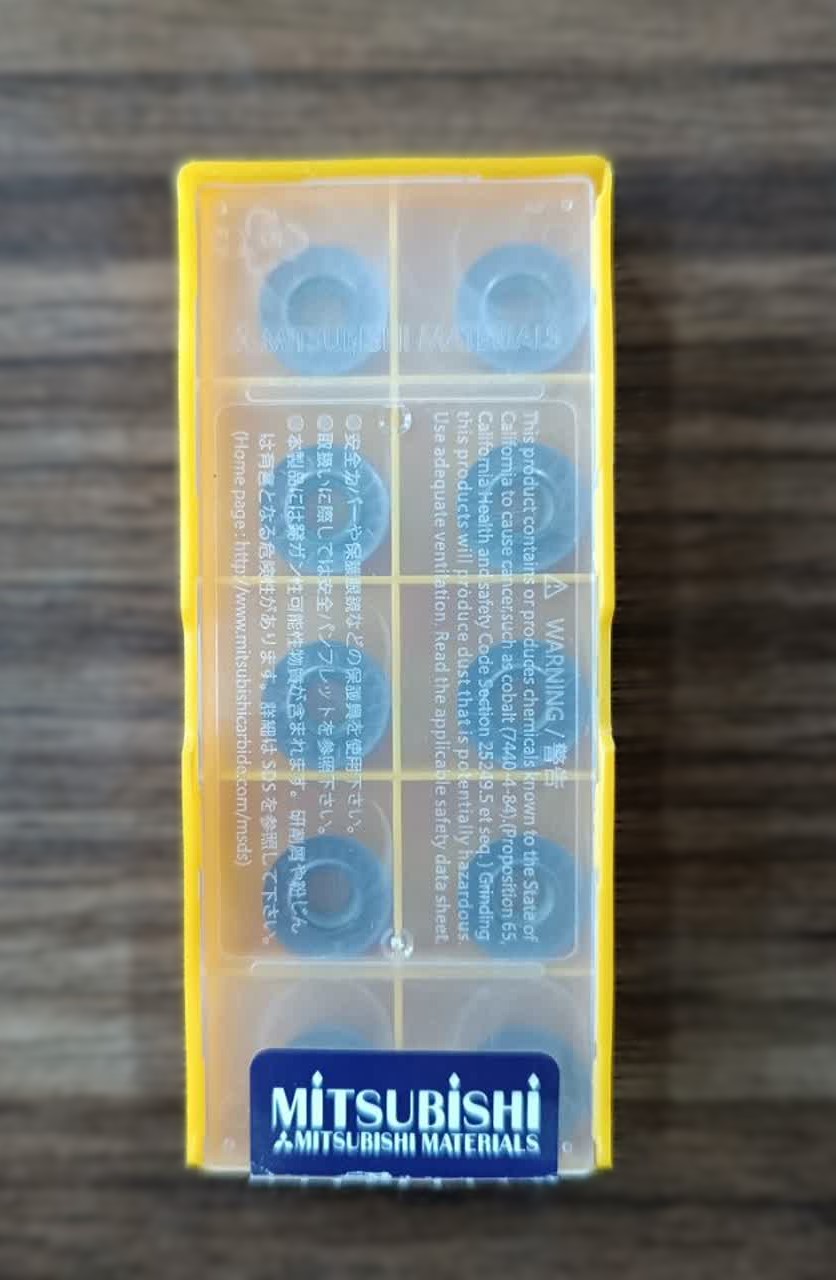 MITSUBISHI MATERIALS
⚠ WARNING / 警告
This product contains or produces chemicals known to the State of
California to cause cancer,such as cobalt (7440-4-84),(Proposition 65,
California Health and safety Code Section 25249.5 et seq.) Grinding
this products will produce dust that is potentially hazardous.
Use adequate ventilation. Read the applicable safety data sheet.
●安全カバーや保護眼鏡などの保護具を使用下さい。
●取扱いに際しては安全パンフレットを参照下さい。
●本製品には発ガン性可能性物質が含まれます。研削屑や粉じん
は有害となる危険性があります。詳細は SDS を参照して下さい。
(Home page: http://www.mitsubishicarbide.com/msds)
MITSUBISHI
MITSUBISHI MATERIALS